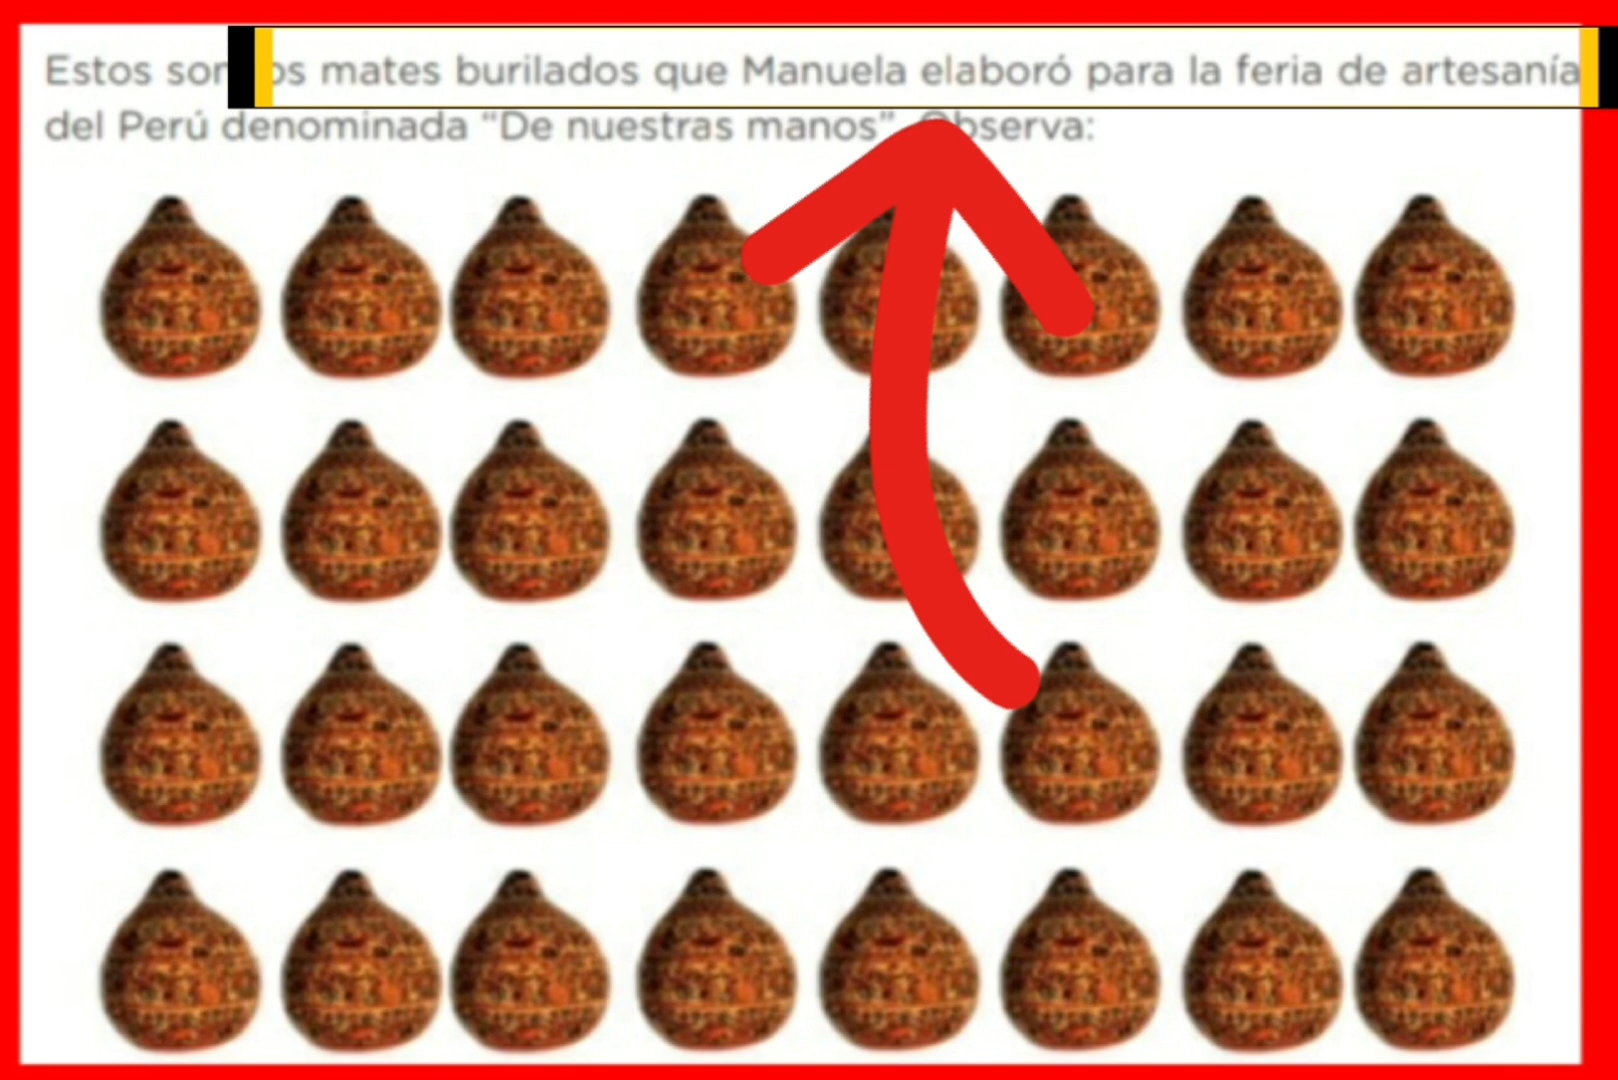 Estos son os mates burilados que Manuela elaboró para la feria de artesanía
del Perú denominada “De nuestras manos”. Observa: